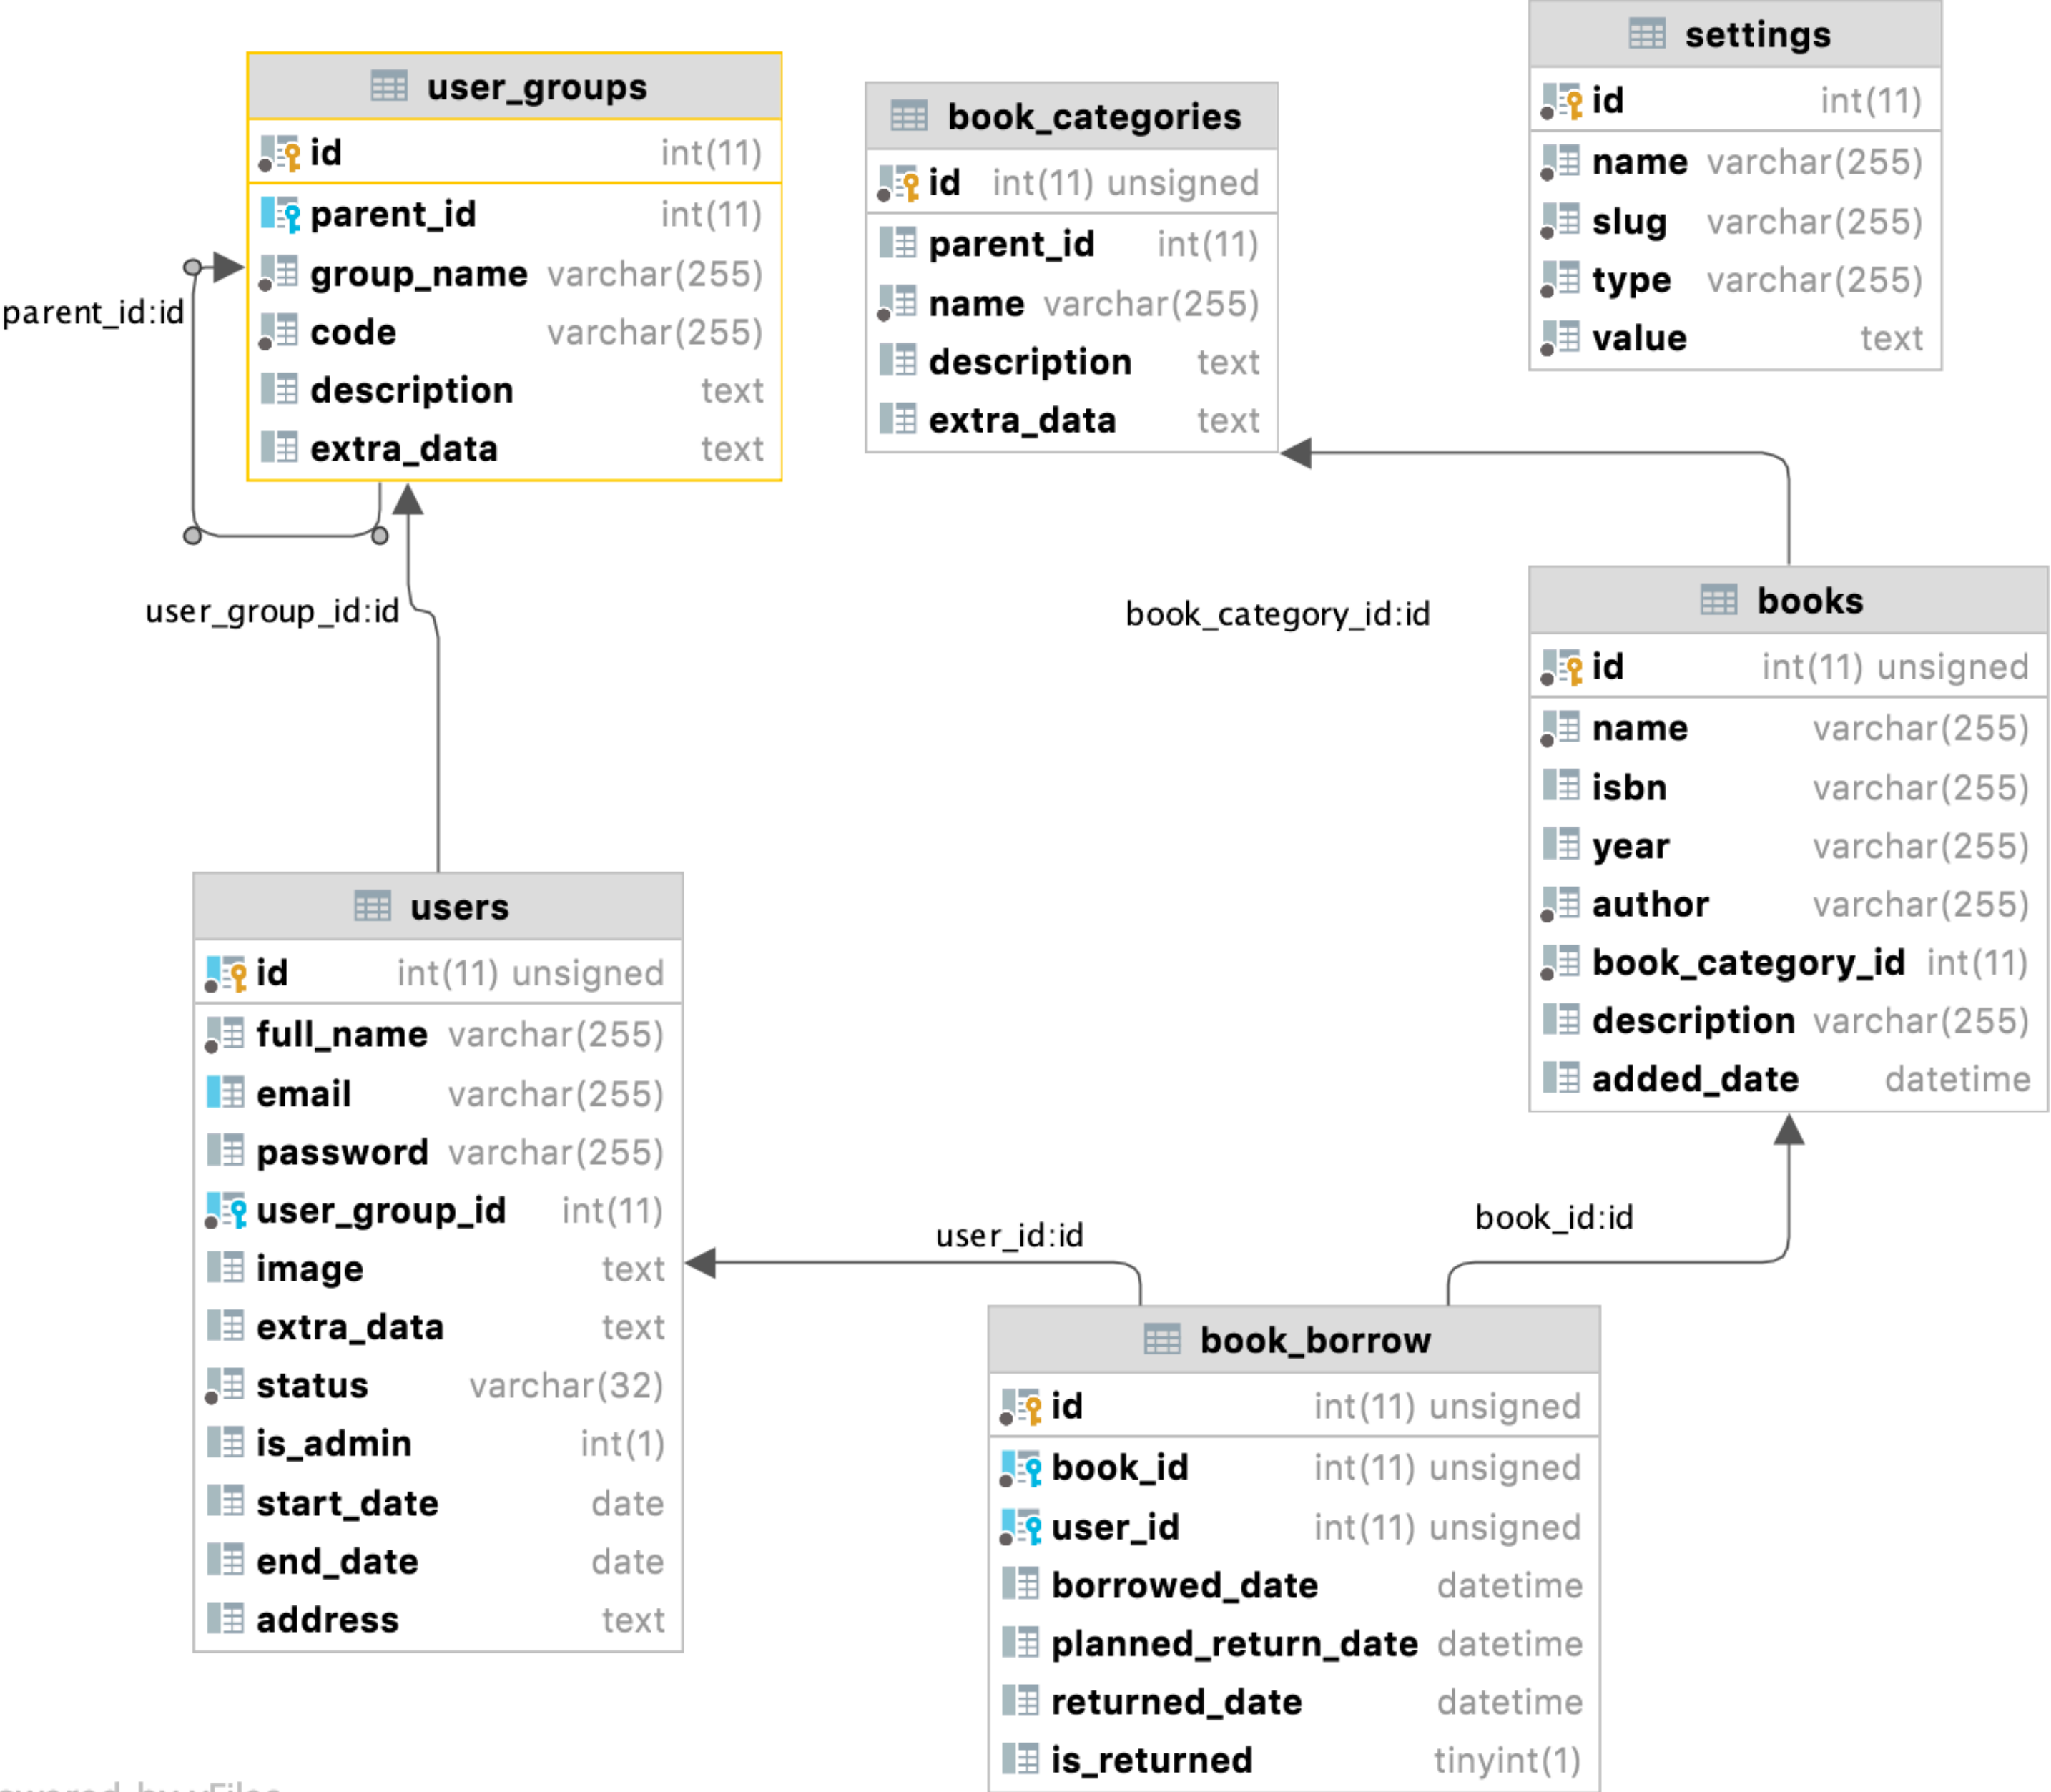 user_groups
id int(11)
parent_id int(11)
group_name varchar(255)
code varchar(255)
description text
extra_data text
parent_id:id
user_group_id:id
book_categories
id int(11) unsigned
parent_id int(11)
name varchar(255)
description text
extra_data text
settings
id int(11)
name varchar(255)
slug varchar(255)
type varchar(255)
value text
book_category_id:id
books
id int(11) unsigned
name varchar(255)
isbn varchar(255)
year varchar(255)
author varchar(255)
book_category_id int(11)
description varchar(255)
added_date datetime
users
id int(11) unsigned
full_name varchar(255)
email varchar(255)
password varchar(255)
user_group_id int(11)
image text
extra_data text
status varchar(32)
is_admin int(1)
start_date date
end_date date
address text
user_id:id
book_id:id
book_borrow
id int(11) unsigned
book_id int(11) unsigned
user_id int(11) unsigned
borrowed_date datetime
planned_return_date datetime
returned_date datetime
is_returned tinyint(1)